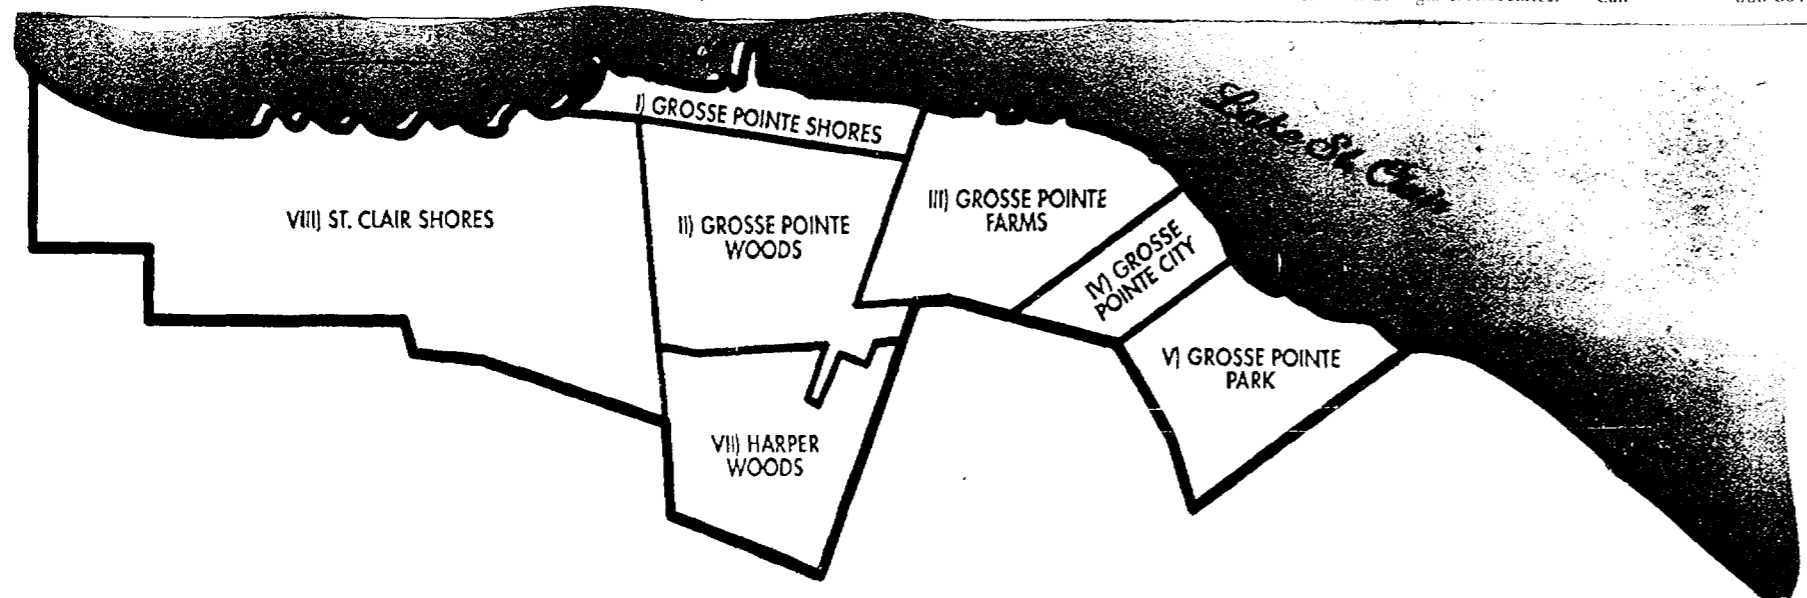 I) GROSSE POINTE SHORES
Lake St. Clair
VIII) ST. CLAIR SHORES
II) GROSSE POINTE
WOODS
III) GROSSE POINTE
FARMS
IV) GROSSE
POINTE CITY
V) GROSSE POINTE
PARK
VII) HARPER
WOODS